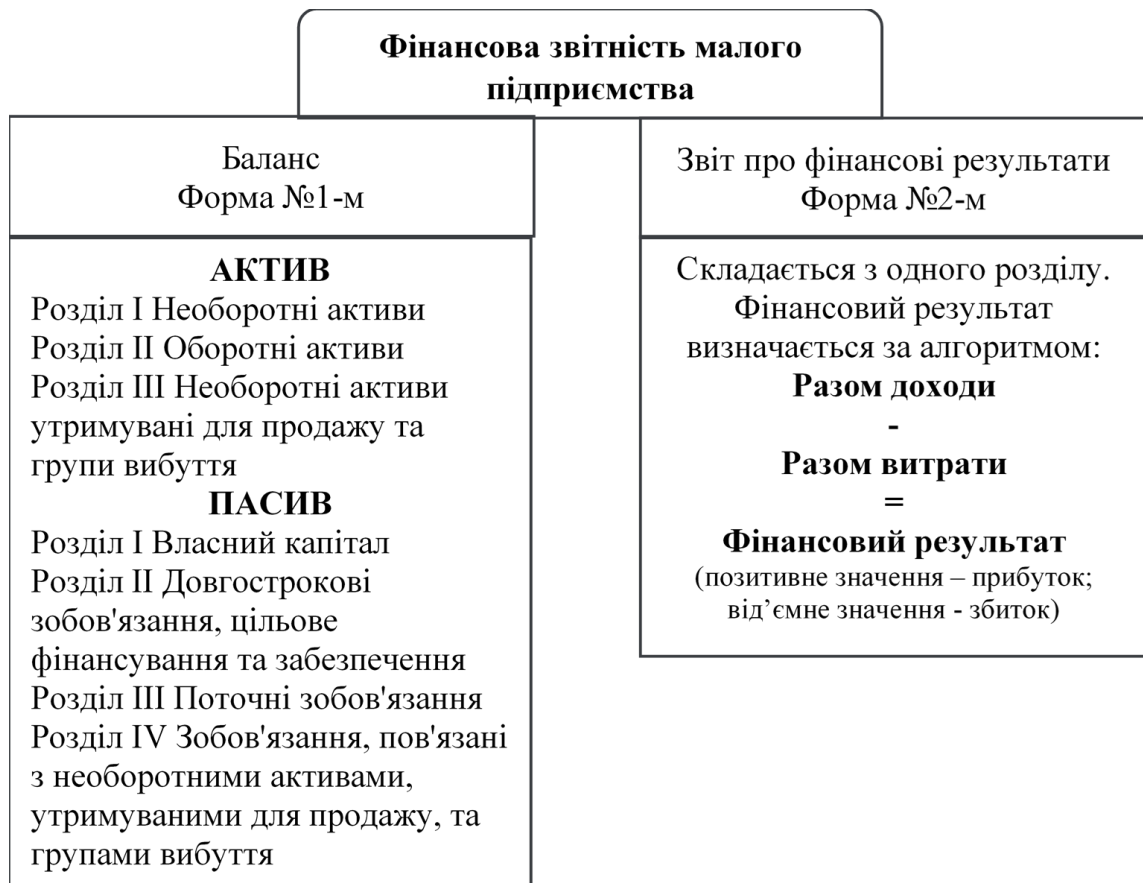 Фінансова звітність малого
підприємства
Баланс
Форма №1-м
АКТИВ
Розділ I Необоротні активи
Розділ II Оборотні активи
Розділ III Необоротні активи
утримувані для продажу та
групи вибуття
ПАСИВ
Розділ I Власний капітал
Розділ II Довгострокові
зобов'язання, цільове
фінансування та забезпечення
Розділ III Поточні зобов'язання
Розділ IV Зобов'язання, пов'язані
з необоротними активами,
утримуваними для продажу, та
групами вибуття
Звіт про фінансові результати
Форма №2-м
Складається з одного розділу.
Фінансовий результат
визначається за алгоритмом:
Разом доходи
-
Разом витрати
=
Фінансовий результат
(позитивне значення – прибуток;
від’ємне значення - збиток)